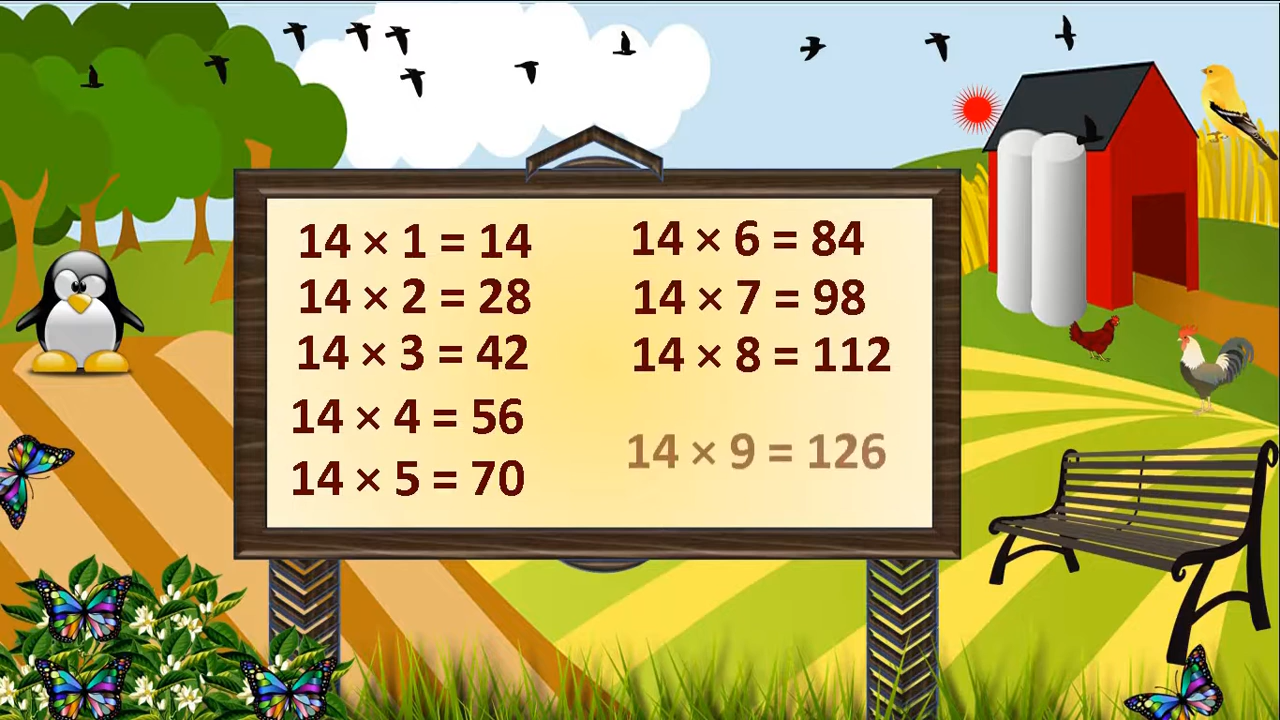 14 × 1 = 14
14 × 2 = 28
14 × 3 = 42
14 × 4 = 56
14 × 5 = 70
14 × 6 = 84
14 × 7 = 98
14 × 8 = 112
14 × 9 = 126